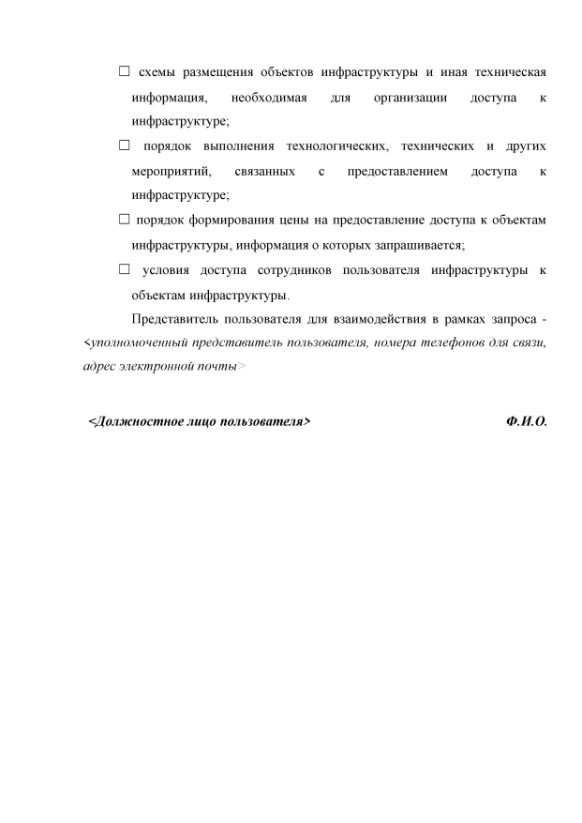 ☐ схемы размещения объектов инфраструктуры и иная техническая
информация, необходимая для организации доступа к
инфраструктуре;
☐ порядок выполнения технологических, технических и других
мероприятий, связанных с предоставлением доступа к
инфраструктуре;
☐ порядок формирования цены на предоставление доступа к объектам
инфраструктуры, информация о которых запрашивается;
☐ условия доступа сотрудников пользователя инфраструктуры к
объектам инфраструктуры.
Представитель пользователя для взаимодействия в рамках запроса -
<уполномоченный представитель пользователя, номера телефонов для связи,
адрес электронной почты>
<Должностное лицо пользователя> Ф.И.О.